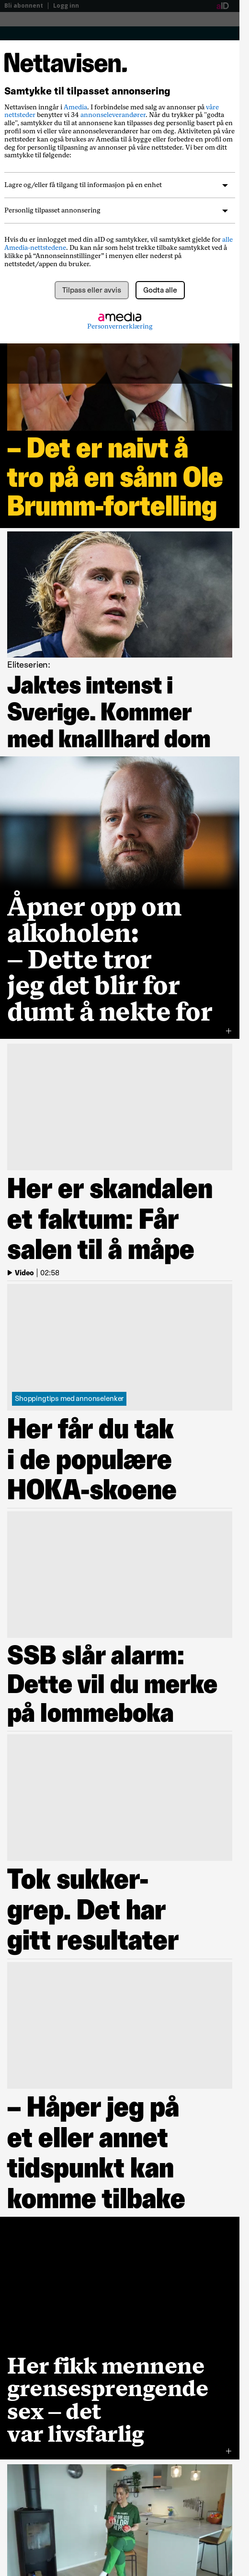 Bli abonnent | Logg inn
aID
Nettavisen.
Samtykke til tilpasset annonsering
Nettavisen inngår i Amedia. I forbindelse med salg av annonser på våre
nettsteder benytter vi 34 annonseleverandører. Når du trykker på "godta
alle", samtykker du til at annonsene kan tilpasses deg personlig basert på en
profil som vi eller våre annonseleverandører har om deg. Aktiviteten på våre
nettsteder kan også brukes av Amedia til å bygge eller forbedre en profil om
deg for personlig tilpasning av annonser på ikke nettsteder. Vi ber om ditt
samtykke til følgende:
Lagre og/eller få tilgang til informasjon på en enhet
Personlig tilpasset annonsering
Hvis du er innlogget med din aID og samtykker, vil samtykket gjelde for alle
Amedia-nettstedene. Du kan når som helst trekke tilbake samtykket ved å
klikke på “Annonseinnstillinger” i menyen eller nederst på
nettstedet/appen du bruker.
Tilpass eller avvis
Godta alle
amedia
Personvernerklæring
– Det er naivt å
tro på en sånn Ole
Brumm-fortelling
Eliteserien:
Jaktes intenst i
Sverige. Kommer
med knallhard dom
Åpner opp om
alkoholen:
– Dette tror
jeg det blir for
dumt å nekte for
Her er skandalen
et faktum: Får
salen til å måpe
Video | 02:58
Shoppingtips med annonselenker
Her får du tak
i de populære
HOKA-skoene
SSB slår alarm:
Dette vil du merke
på lommeboka
Tok sukker-
grep. Det har
gitt resultater
– Håper jeg på
et eller annet
tidspunkt kan
komme tilbake
Her fikk mennene
grensesprengende
sex – det
var livsfarlig